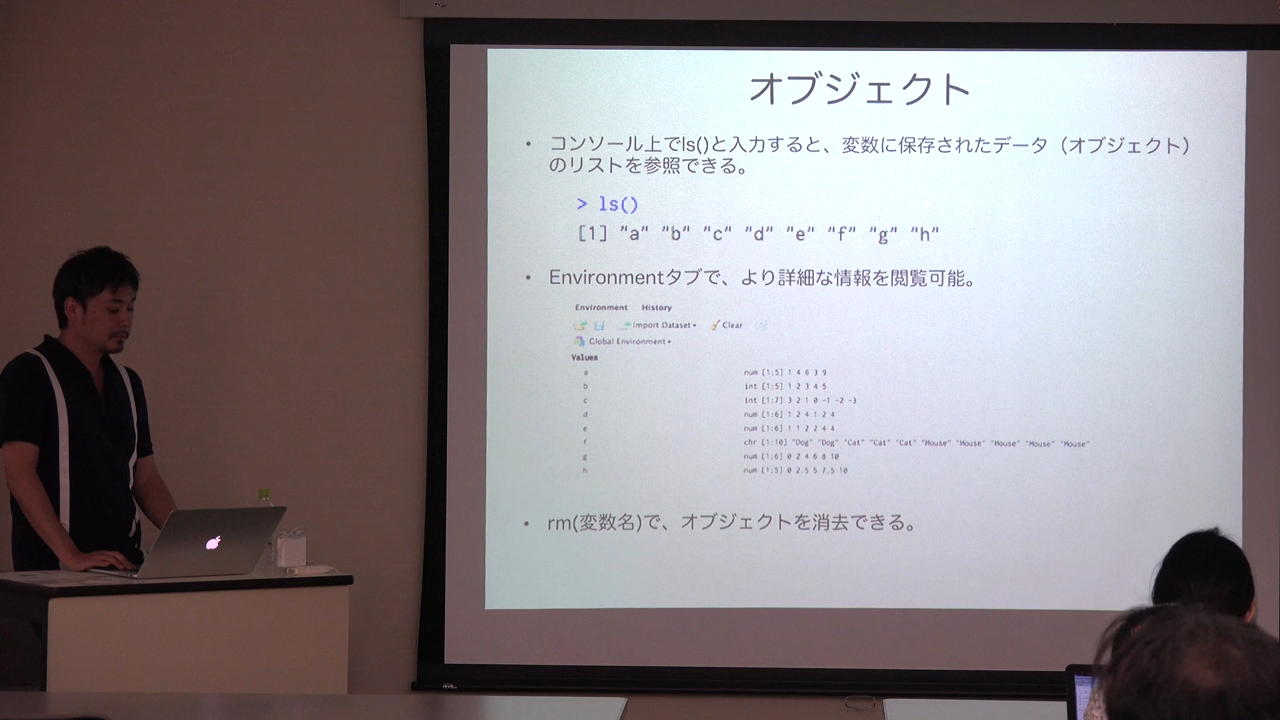 オブジェクト
• コンソール上でls()と入力すると、変数に保存されたデータ（オブジェクト）
のリストを参照できる。
> ls()
[1] "a" "b" "c" "d" "e" "f" "g" "h"
• Environmentタブで、より詳細な情報を閲覧可能。
Environment History
Import Dataset Clear
Global Environment
Values
a num [1:5] 1 4 6 3 9
b int [1:5] 1 2 3 4 5
c int [1:7] 3 2 1 0 -1 -2 -3
d num [1:6] 1 2 4 1 2 4
e num [1:6] 1 1 2 2 4 4
f chr [1:10] "Dog" "Dog" "Cat" "Cat" "Cat" "Mouse" "Mouse" "Mouse" "Mouse" "Mouse"
g num [1:6] 0 2 4 6 8 10
h num [1:5] 0 2.5 5 7.5 10
• rm(変数名)で、オブジェクトを消去できる。